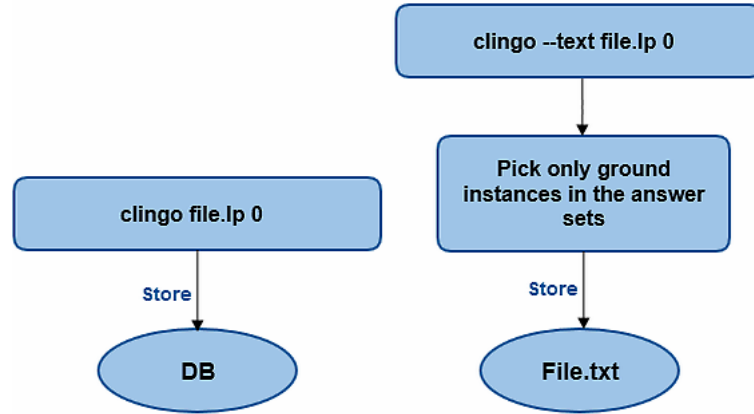 clingo --text file.lp 0
Pick only ground
instances in the answer
sets
clingo file.lp 0
Store
Store
DB
File.txt